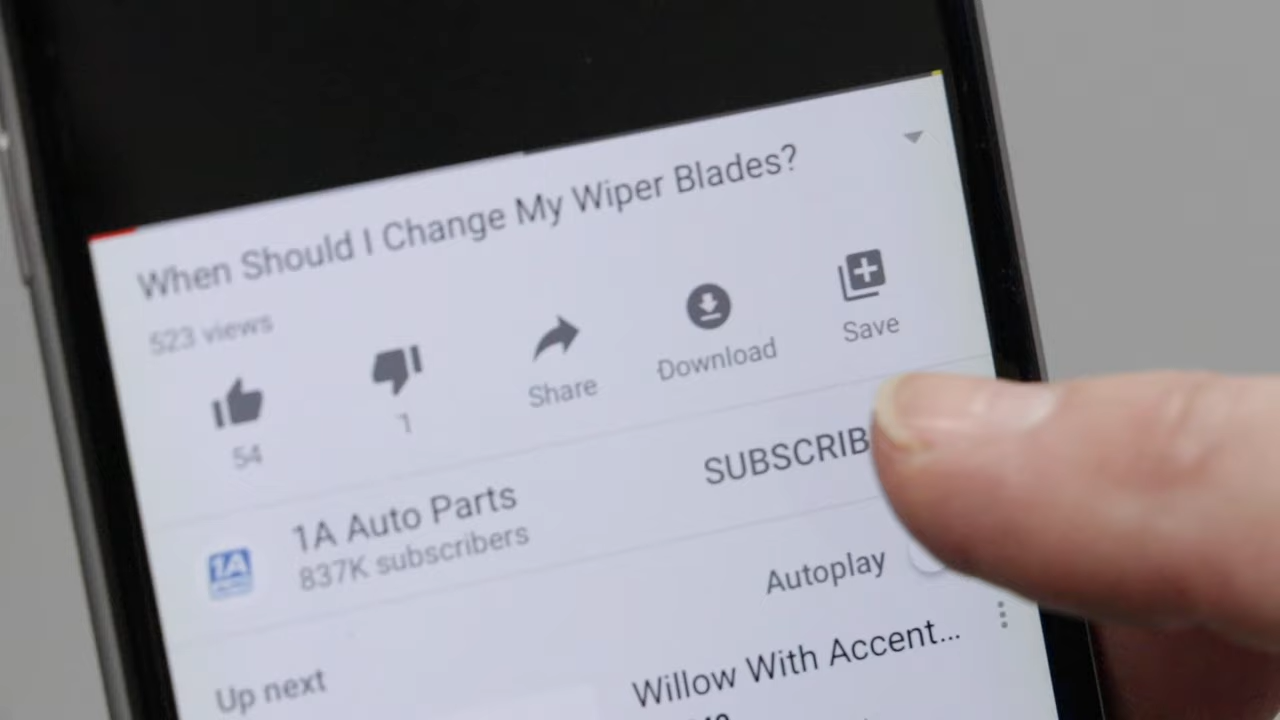 When Should I Change My Wiper Blades?
523 views
54
1
Share
Download
Save
1A Auto Parts
837K subscribers
SUBSCRIB
1A
Autoplay
Up next
Willow With Accent...